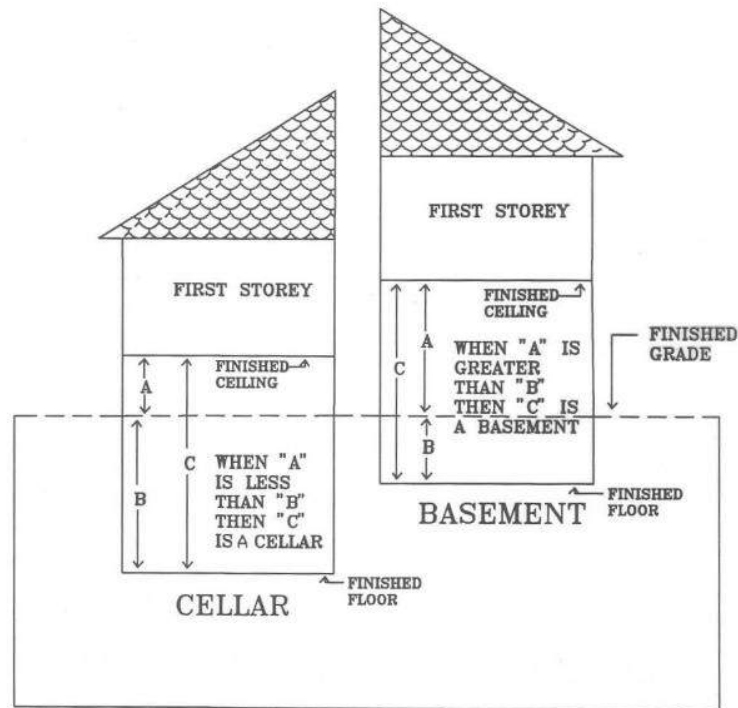 FIRST STOREY
FINISHED
CEILING
A
C
B
WHEN "A"
IS LESS
THAN "B"
THEN "C"
IS A CELLAR
FINISHED
FLOOR
CELLAR
FIRST STOREY
FINISHED
CEILING
A
C
B
WHEN "A" IS
GREATER
THAN "B"
THEN "C" IS
A BASEMENT
FINISHED
GRADE
FINISHED
FLOOR
BASEMENT